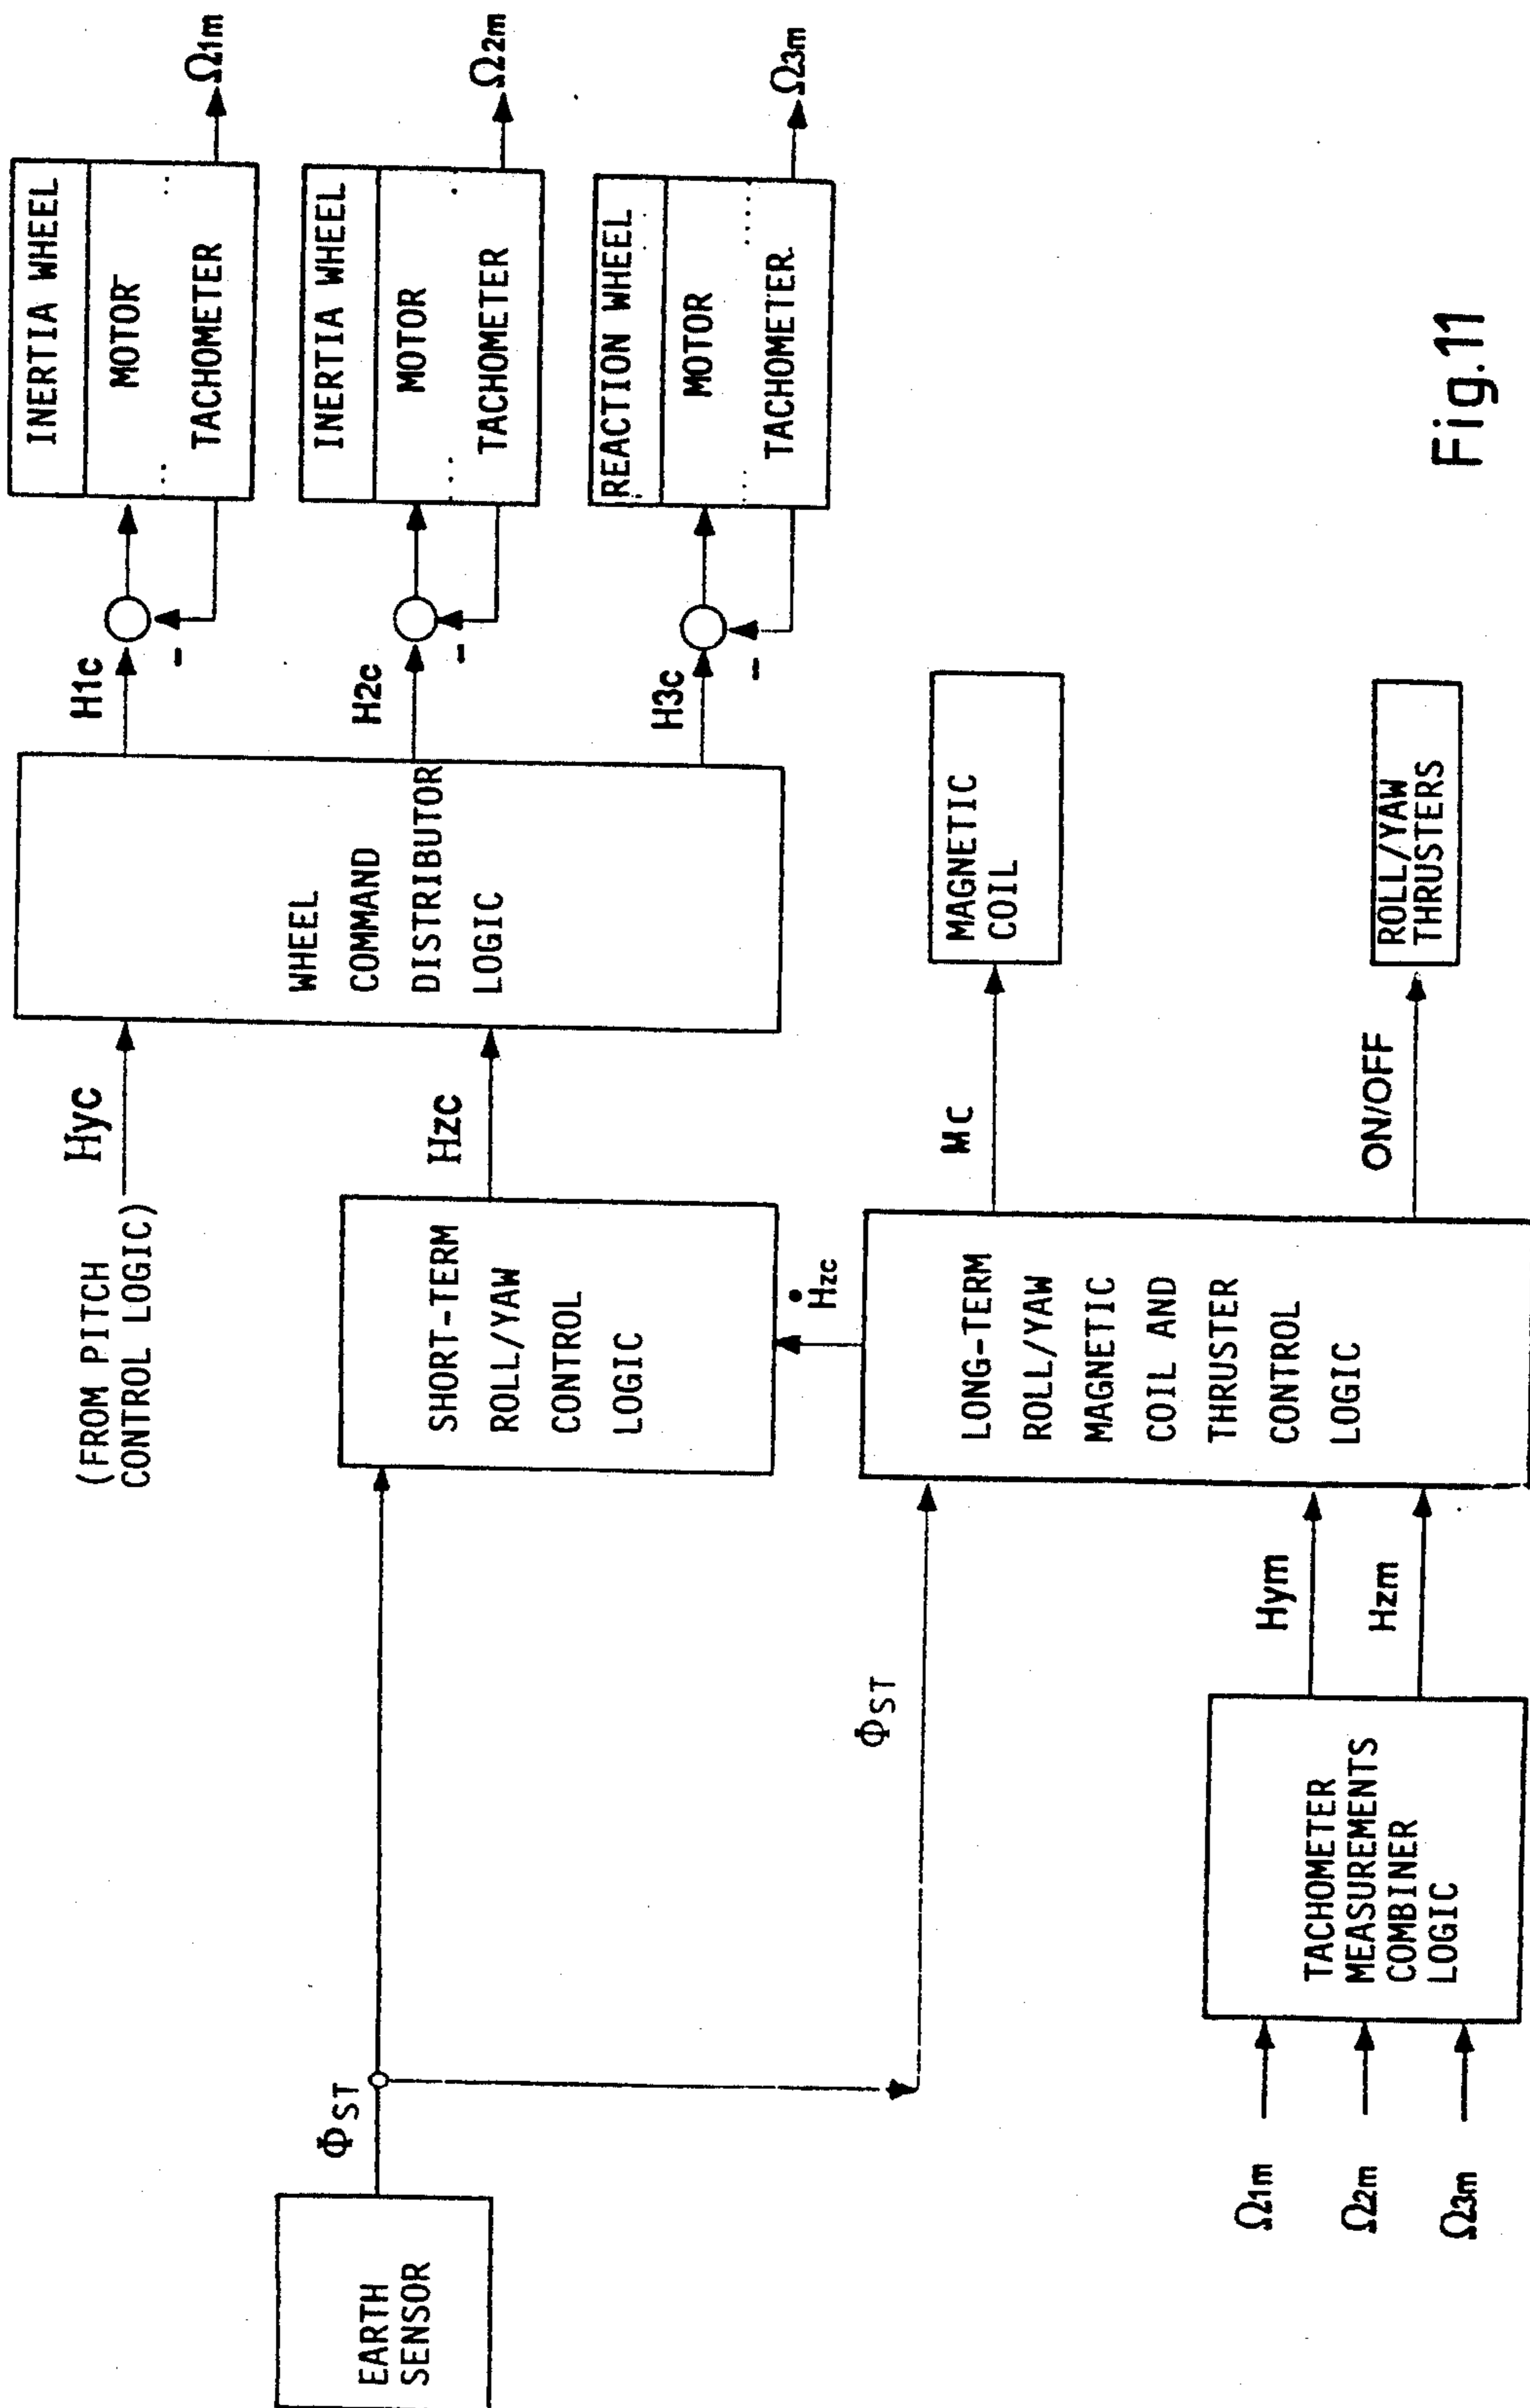 EARTH
SENSOR
ΦST
(FROM PITCH
CONTROL LOGIC)
Hyc
SHORT-TERM
ROLL/YAW
CONTROL
LOGIC
Hzc
WHEEL
COMMAND
DISTRIBUTOR
LOGIC
H1c
-
INERTIA WHEEL
MOTOR
TACHOMETER
Ω1m
H2c
-
INERTIA WHEEL
MOTOR
TACHOMETER
Ω2m
H3c
-
REACTION WHEEL
MOTOR
TACHOMETER
Ω3m
ΦST
Ḣzc
Ω1m
Ω2m
Ω3m
TACHOMETER
MEASUREMENTS
COMBINER
LOGIC
Hym
Hzm
LONG-TERM
ROLL/YAW
MAGNETIC
COIL AND
THRUSTER
CONTROL
LOGIC
MC
MAGNETIC
COIL
ON/OFF
ROLL/YAW
THRUSTERS
Fig.11